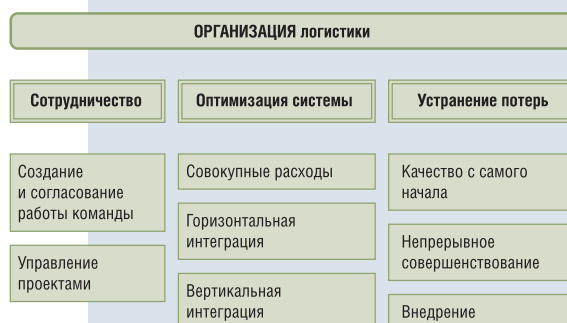 ОРГАНИЗАЦИЯ логистики
Сотрудничество
Оптимизация системы
Устранение потерь
Создание
и согласование
работы команды
Управление
проектами
Совокупные расходы
Горизонтальная
интеграция
Вертикальная
интеграция
Качество с самого
начала
Непрерывное
совершенствование
Внедрение